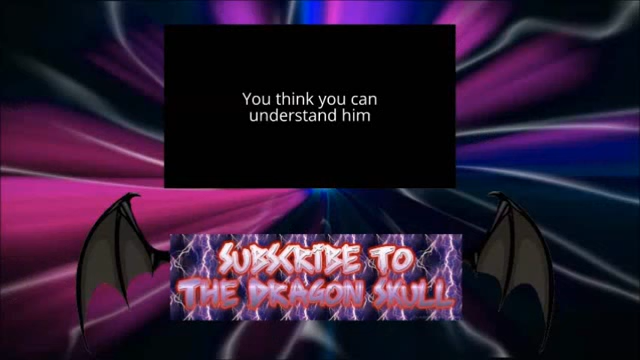 You think you can
understand him
SUBSCRIBE TO
THE DRAGON SKULL